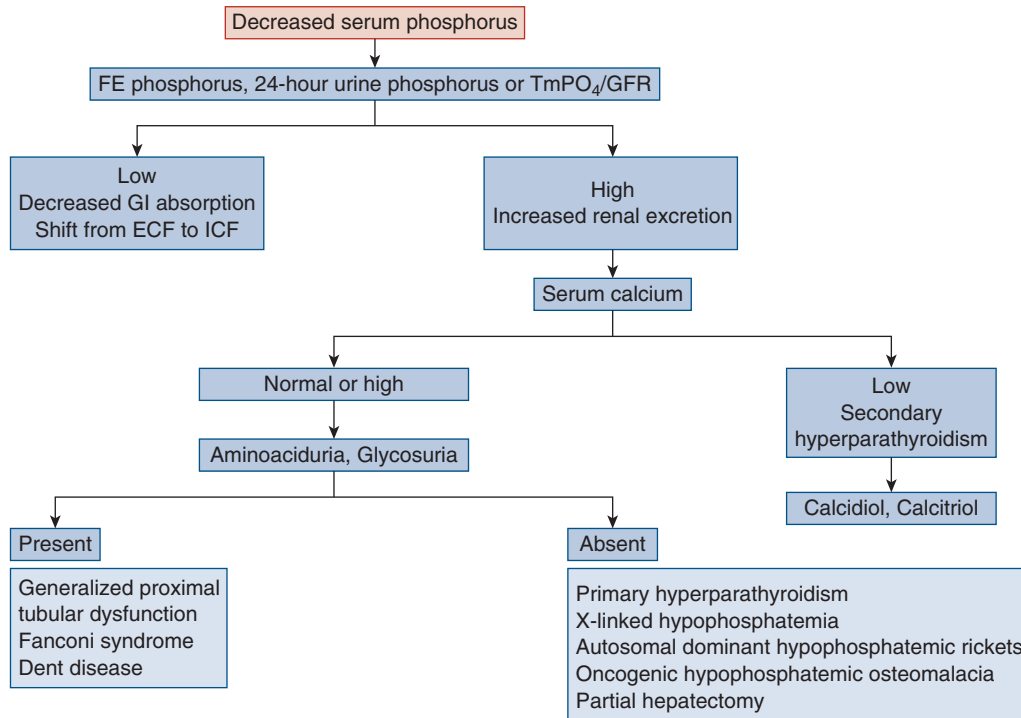 Decreased serum phosphorus
FE phosphorus, 24-hour urine phosphorus or TmPO₄/GFR
Low
Decreased GI absorption
Shift from ECF to ICF
High
Increased renal excretion
Serum calcium
Normal or high
Low
Secondary
hyperparathyroidism
Aminoaciduria, Glycosuria
Calcidiol, Calcitriol
Present
Generalized proximal
tubular dysfunction
Fanconi syndrome
Dent disease
Absent
Primary hyperparathyroidism
X-linked hypophosphatemia
Autosomal dominant hypophosphatemic rickets
Oncogenic hypophosphatemic osteomalacia
Partial hepatectomy